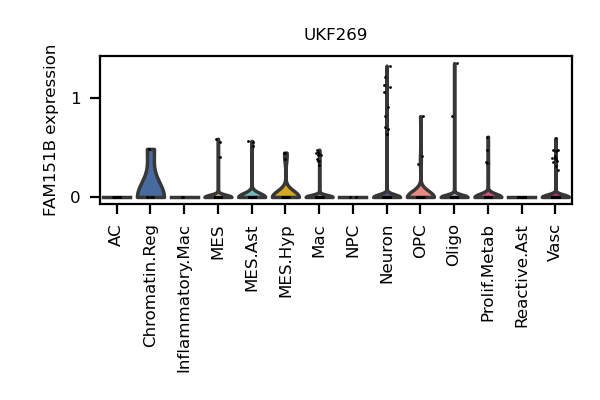 UKF269
FAM151B expression
1
0
AC
Chromatin.Reg
Inflammatory.Mac
MES
MES.Ast
MES.Hyp
Mac
NPC
Neuron
OPC
Oligo
Prolif.Metab
Reactive.Ast
Vasc